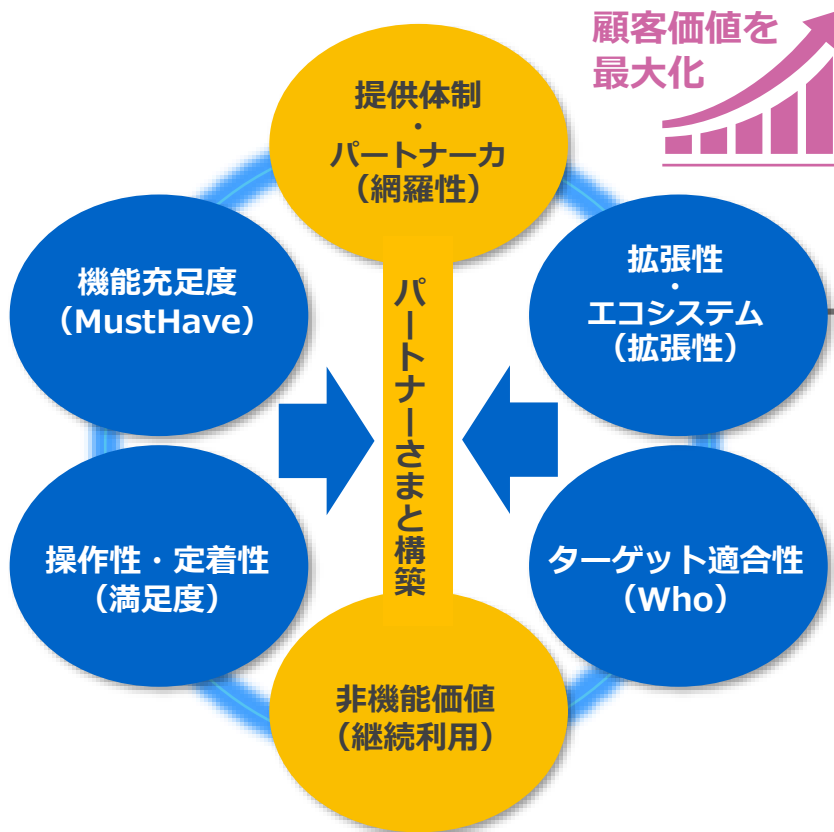 顧客価値を
最大化
提供体制
・
パートナー力
（網羅性）
機能充足度
（MustHave）
拡張性
・
エコシステム
（拡張性）
パートナーさまと構築
操作性・定着性
（満足度）
ターゲット適合性
（Who）
非機能価値
（継続利用）